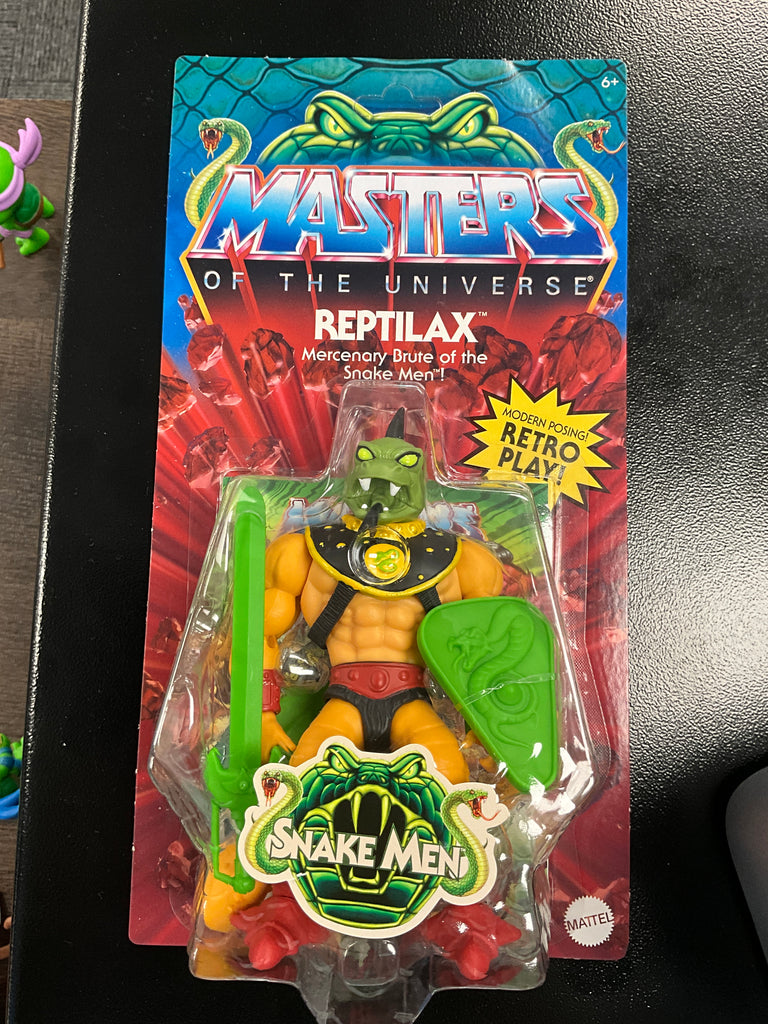 6+
MASTERS
OF THE UNIVERSE®
REPTILAX™
Mercenary Brute of the
Snake Men™!
MODERN POSING!
RETRO
PLAY!
SNAKE MEN
MATTEL